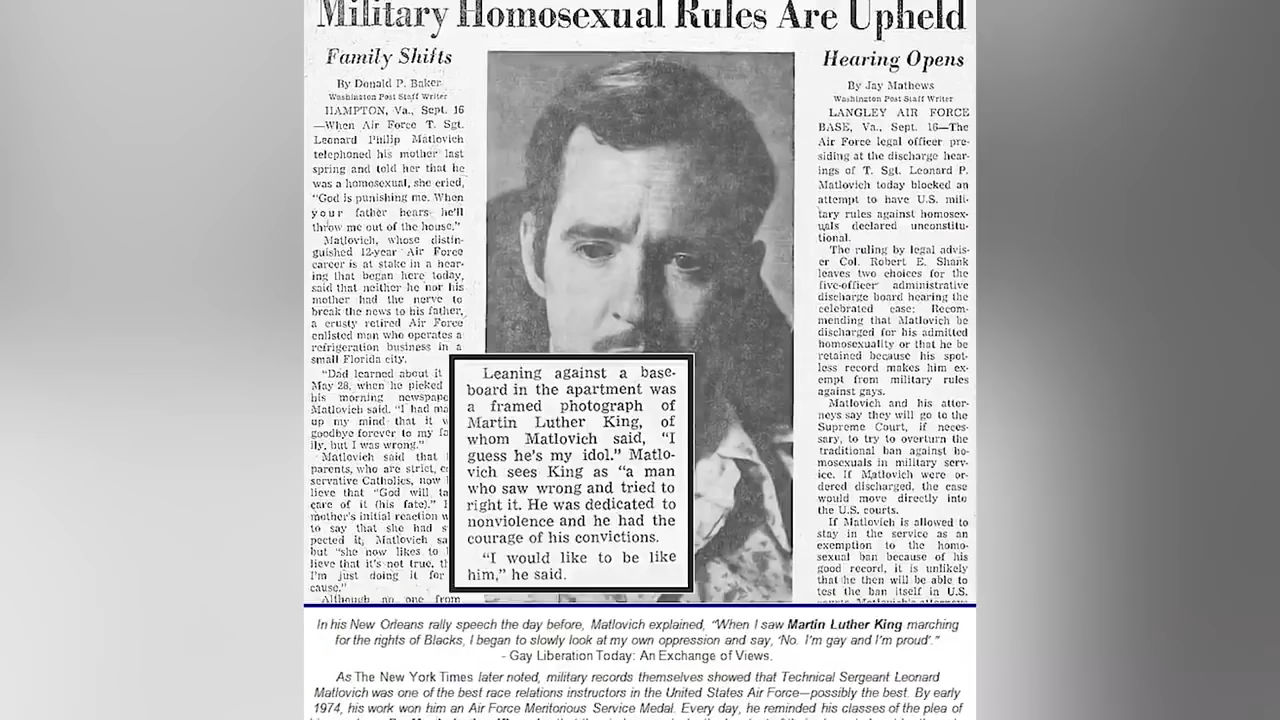 Military Homosexual Rules Are Upheld
Family Shifts
By Donald P. Baker
Washington Post Staff Writer
HAMPTON, Va., Sept. 16
—When Air Force T. Sgt.
Leonard Philip Matlovich
telephoned his mother last
spring and told her that he
was a homosexual, she cried,
"God is punishing me. When
your father hears he'll
throw me out of the house."
Matlovich, whose distin-
guished 12-year Air Force
career is at stake in a hear-
ing that began here today,
said that neither he nor his
mother had the nerve to
break the news to his father,
a crusty retired Air Force
enlisted man who operates a
refrigeration business in a
small Florida city.
"Dad learned about it
May 28, when he picked
his morning newspape
Matlovich said. "I had ma
up my mind that it w
goodbye forever to my fa
ily, but I was wrong."
Matlovich said that
parents, who are strict, c
servative Catholics, now
lieve that "God will ta
care of it (his fate)."
mother's initial reaction w
to say that she had s
pected it, Matlovich sa
but "she now likes to
lieve that it's not true, t
I'm just doing it for
cause."
Although no one from
Leaning against a base-
board in the apartment was
a framed photograph of
Martin Luther King, of
whom Matlovich said, "I
guess he's my idol." Matlo-
vich sees King as "a man
who saw wrong and tried to
right it. He was dedicated to
nonviolence and he had the
courage of his convictions.
"I would like to be like
him," he said.
Hearing Opens
By Jay Mathews
Washington Post Staff Writer
LANGLEY AIR FORCE
BASE, Va., Sept. 16—The
Air Force legal officer pre-
siding at the discharge hear-
ings of T. Sgt. Leonard P.
Matlovich today blocked an
attempt to have U.S. mili-
tary rules against homosex-
uals declared unconstitu-
tional.
The ruling by legal advis-
er Col. Robert E. Shank
leaves two choices for the
five-officer administrative
discharge board hearing the
celebrated case; Recom-
mending that Matlovich be
discharged for his admitted
homosexuality or that he be
retained because his spot-
less record makes him ex-
empt from military rules
against gays.
Matlovich and his attor-
neys say they will go to the
Supreme Court, if neces-
sary, to try to overturn the
traditional ban against ho-
mosexuals in military serv-
ice. If Matlovich were or-
dered discharged, the case
would move directly into
the U.S. courts.
If Matlovich is allowed to
stay in the service as an
exemption to the homo-
sexual ban because of his
good record, it is unlikely
that he then will be able to
test the ban itself in U.S.
In his New Orleans rally speech the day before, Matlovich explained, "When I saw Martin Luther King marching
for the rights of Blacks, I began to slowly look at my own oppression and say, 'No. I'm gay and I'm proud'."
- Gay Liberation Today: An Exchange of Views.
As The New York Times later noted, military records themselves showed that Technical Sergeant Leonard
Matlovich was one of the best race relations instructors in the United States Air Force—possibly the best. By early
1974, his work won him an Air Force Meritorious Service Medal. Every day, he reminded his classes of the plea of